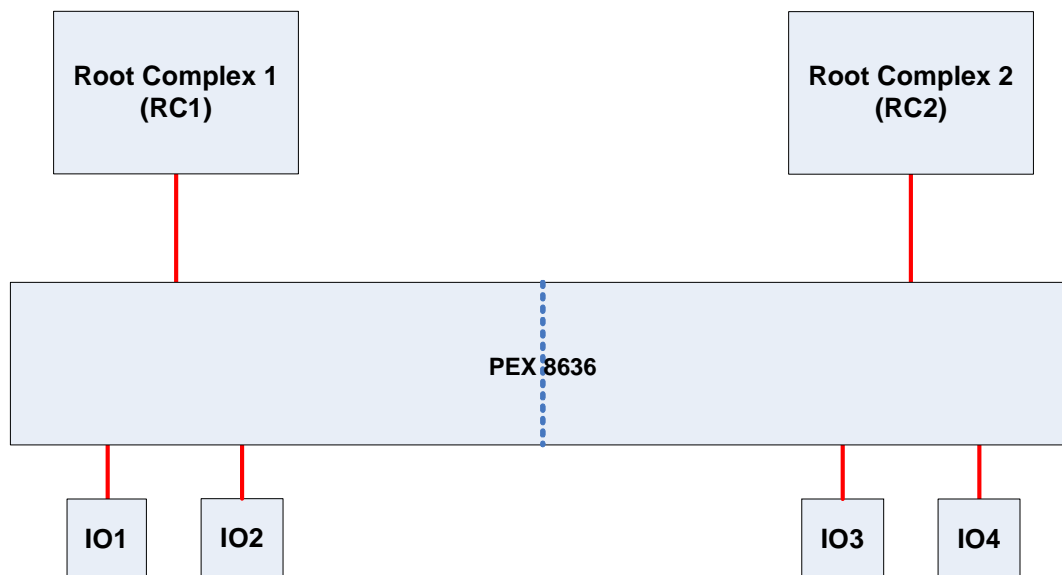 Root Complex 1
(RC1)
Root Complex 2
(RC2)
PEX 8636
IO1
IO2
IO3
IO4